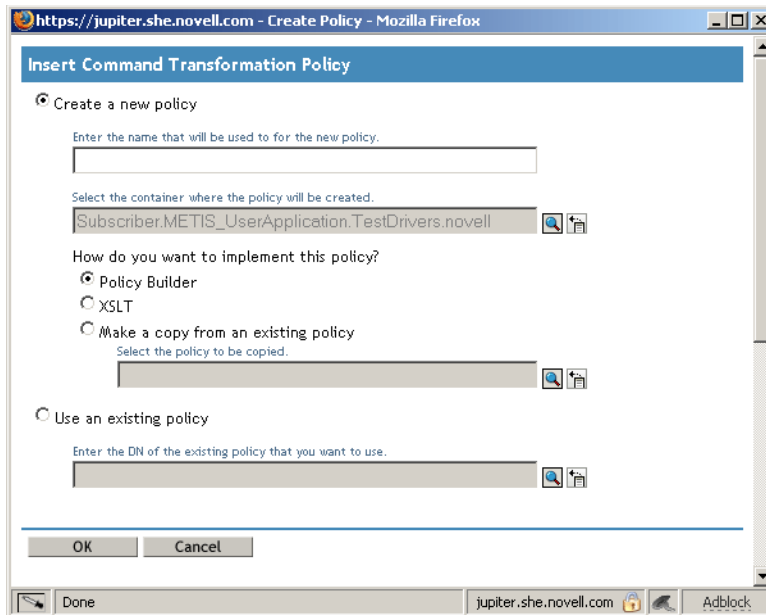 https://jupiter.she.novell.com - Create Policy - Mozilla Firefox
Insert Command Transformation Policy
Create a new policy
Enter the name that will be used to for the new policy.
Select the container where the policy will be created.
Subscriber.METIS_UserApplication.TestDrivers.novell
How do you want to implement this policy?
Policy Builder
XSLT
Make a copy from an existing policy
Select the policy to be copied.
Use an existing policy
Enter the DN of the existing policy that you want to use.
OK Cancel
Done jupiter.she.novell.com Adblock